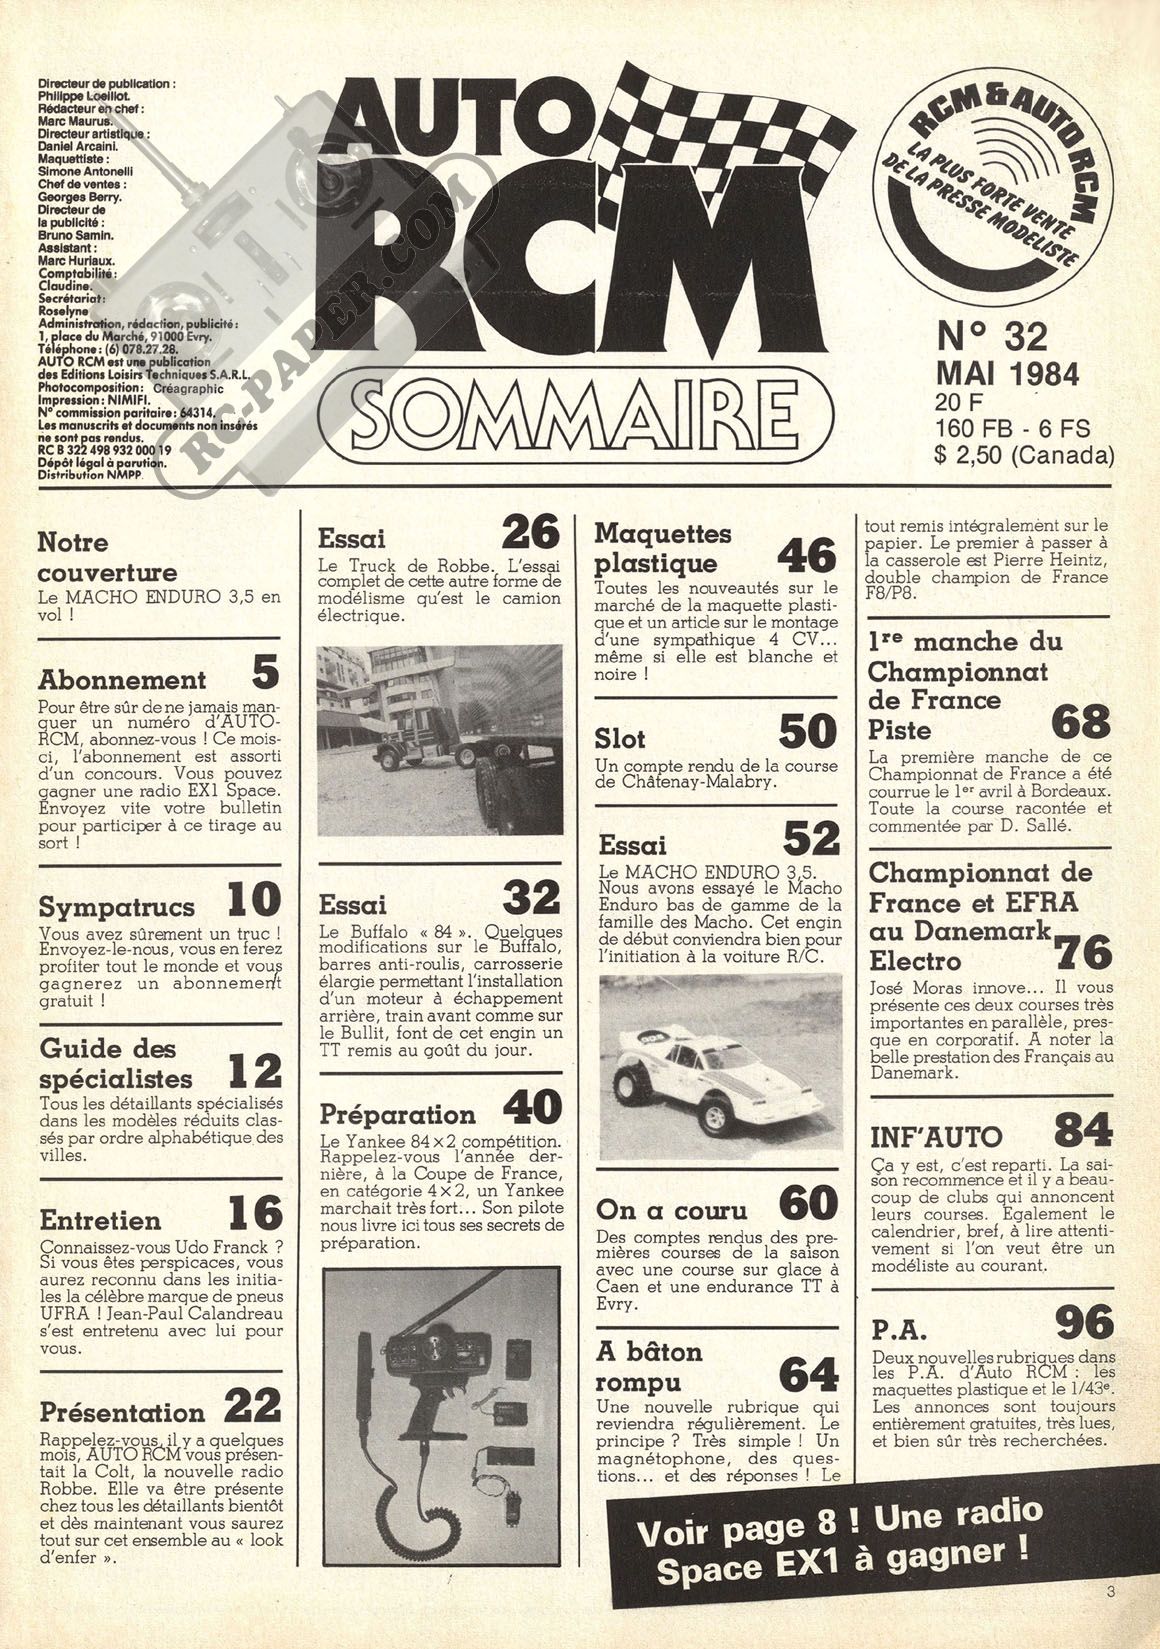 Directeur de publication :
Philippe Loeillot.
Rédacteur en chef :
Marc Maurus.
Directeur artistique :
Daniel Arcaini.
Maquettiste :
Simone Antonelli
Chef de ventes :
Georges Berry.
Directeur de
la publicité :
Bruno Samin.
Assistant :
Marc Huriaux.
Comptabilité :
Claudine.
Secrétariat :
Roselyne
Administration, rédaction, publicité :
1, place du Marché, 91000 Evry.
Téléphone : (6) 078.27.28.
AUTO RCM est une publication
des Editions Loisirs Techniques S.A.R.L.
Photocomposition : Créagraphic
Impression : NIMIFI.
N° commission paritaire : 64314.
Les manuscrits et documents non insérés
ne sont pas rendus.
RC B 322 498 932 000 19
Dépôt légal à parution.
Distribution NMPP.
RC-PAPER.COM
AUTO
RCM
SOMMAIRE
RCM & AUTO RCM
LA PLUS FORTE VENTE
DE LA PRESSE MODELISTE
N° 32
MAI 1984
20 F
160 FB - 6 FS
$ 2,50 (Canada)
Notre
couverture
Le MACHO ENDURO 3,5 en
vol !
Abonnement 5
Pour être sûr de ne jamais man-
quer un numéro d'AUTO-
RCM, abonnez-vous ! Ce mois-
ci, l'abonnement est assorti
d'un concours. Vous pouvez
gagner une radio EX1 Space.
Envoyez vite votre bulletin
pour participer à ce tirage au
sort !
Sympatrucs 10
Vous avez sûrement un truc !
Envoyez-le-nous, vous en ferez
profiter tout le monde et vous
gagnerez un abonnement
gratuit !
Guide des
spécialistes 12
Tous les détaillants spécialisés
dans les modèles réduits clas-
sés par ordre alphabétique des
villes.
Entretien 16
Connaissez-vous Udo Franck ?
Si vous êtes perspicaces, vous
aurez reconnu dans les initia-
les la célèbre marque de pneus
UFRA ! Jean-Paul Calandreau
s'est entretenu avec lui pour
vous.
Présentation 22
Rappelez-vous, il y a quelques
mois, AUTO RCM vous présen-
tait la Colt, la nouvelle radio
Robbe. Elle va être présente
chez tous les détaillants bientôt
et dès maintenant vous saurez
tout sur cet ensemble au « look
d'enfer ».
Essai 26
Le Truck de Robbe. L'essai
complet de cette autre forme de
modélisme qu'est le camion
électrique.
Essai 32
Le Buffalo « 84 ». Quelques
modifications sur le Buffalo,
barres anti-roulis, carrosserie
élargie permettant l'installation
d'un moteur à échappement
arrière, train avant comme sur
le Bullit, font de cet engin un
TT remis au goût du jour.
Préparation 40
Le Yankee 84 × 2 compétition.
Rappelez-vous l'année der-
nière, à la Coupe de France,
en catégorie 4 × 2, un Yankee
marchait très fort... Son pilote
nous livre ici tous ses secrets de
préparation.
Maquettes
plastique 46
Toutes les nouveautés sur le
marché de la maquette plasti-
que et un article sur le montage
d'une sympathique 4 CV...
même si elle est blanche et
noire !
Slot 50
Un compte rendu de la course
de Châtenay-Malabry.
Essai 52
Le MACHO ENDURO 3,5.
Nous avons essayé le Macho
Enduro bas de gamme de la
famille des Macho. Cet engin
de début conviendra bien pour
l'initiation à la voiture R/C.
On a couru 60
Des comptes rendus des pre-
mières courses de la saison
avec une course sur glace à
Caen et une endurance TT à
Evry.
A bâton
rompu 64
Une nouvelle rubrique qui
reviendra régulièrement. Le
principe ? Très simple ! Un
magnétophone, des ques-
tions... et des réponses ! Le
tout remis intégralement sur le
papier. Le premier à passer à
la casserole est Pierre Heintz,
double champion de France
F8/P8.
1re manche du
Championnat
de France
Piste 68
La première manche de ce
Championnat de France a été
courrue le 1er avril à Bordeaux.
Toute la course racontée et
commentée par D. Sallé.
Championnat de
France et EFRA
au Danemark
Electro 76
José Moras innove... Il vous
présente ces deux courses très
importantes en parallèle, pres-
que en corporatif. A noter la
belle prestation des Français au
Danemark.
INF'AUTO 84
Ça y est, c'est reparti. La sai-
son recommence et il y a beau-
coup de clubs qui annoncent
leurs courses. Egalement le
calendrier, bref, à lire attenti-
vement si l'on veut être un
modéliste au courant.
P.A. 96
Deux nouvelles rubriques dans
les P.A. d'Auto RCM : les
maquettes plastique et le 1/43e.
Les annonces sont toujours
entièrement gratuites, très lues,
et bien sûr très recherchées.
Voir page 8 ! Une radio
Space EX1 à gagner !
3